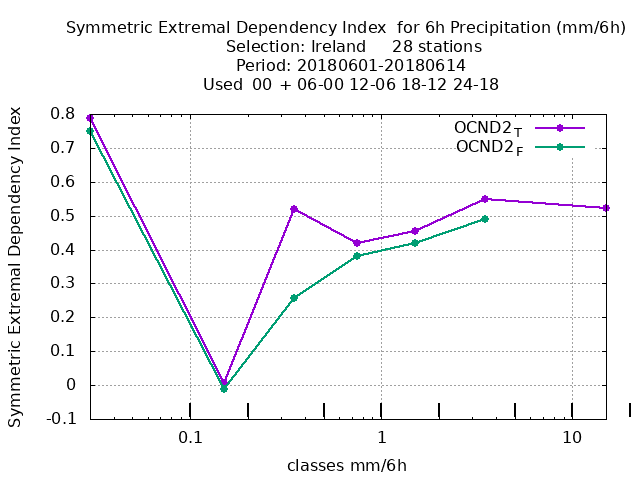 Symmetric Extremal Dependency Index  for 6h Precipitation (mm/6h)
Selection: Ireland     28 stations
Period: 20180601-20180614
Used  00  + 06-00 12-06 18-12 24-18
Symmetric Extremal Dependency Index
0.8
0.7
0.6
0.5
0.4
0.3
0.2
0.1
0
-0.1
OCND2T
OCND2F
0.1 1 10
classes mm/6h